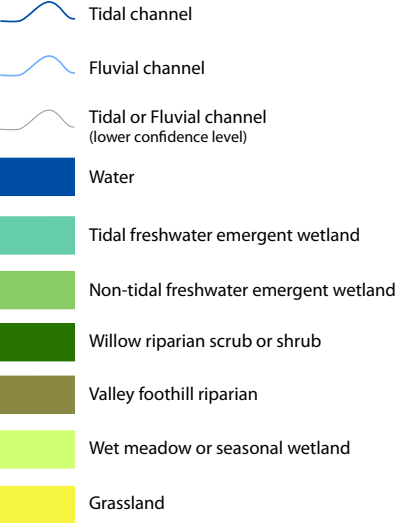 Tidal channel
Fluvial channel
Tidal or Fluvial channel
(lower confidence level)
Water
Tidal freshwater emergent wetland
Non-tidal freshwater emergent wetland
Willow riparian scrub or shrub
Valley foothill riparian
Wet meadow or seasonal wetland
Grassland